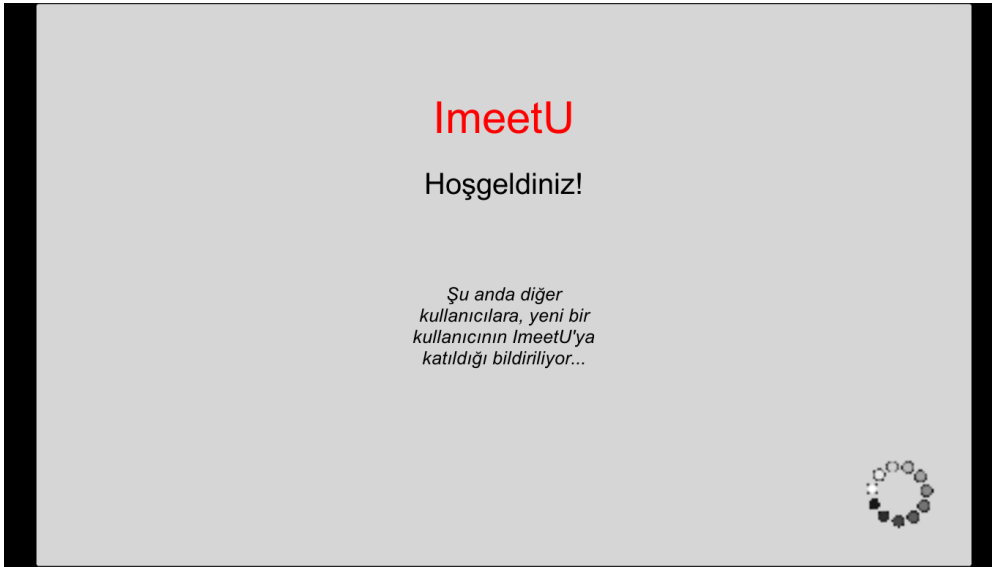 ImeetU
Hoşgeldiniz!
Şu anda diğer
kullanıcılara, yeni bir
kullanıcının ImeetU'ya
katıldığı bildiriliyor...